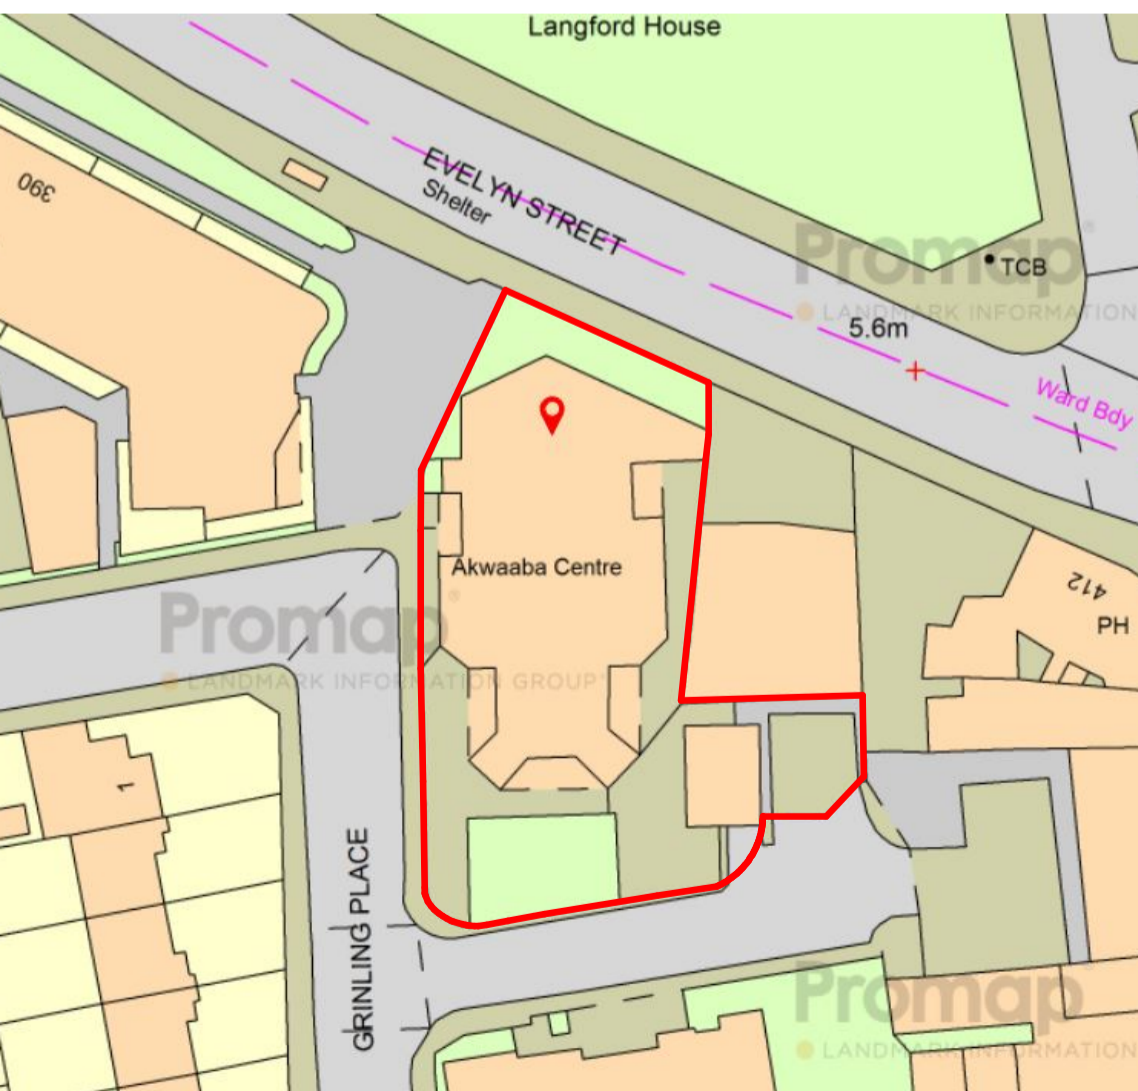 Langford House
390
EVELYN STREET
Shelter
Promap
LANDMARK INFORMATION
TCB
5.6m
Ward Bdy
Akwaaba Centre
412
PH
Promap
LANDMARK INFORMATION GROUP
1
GRINLING PLACE
Promap
LANDMARK INFORMATION